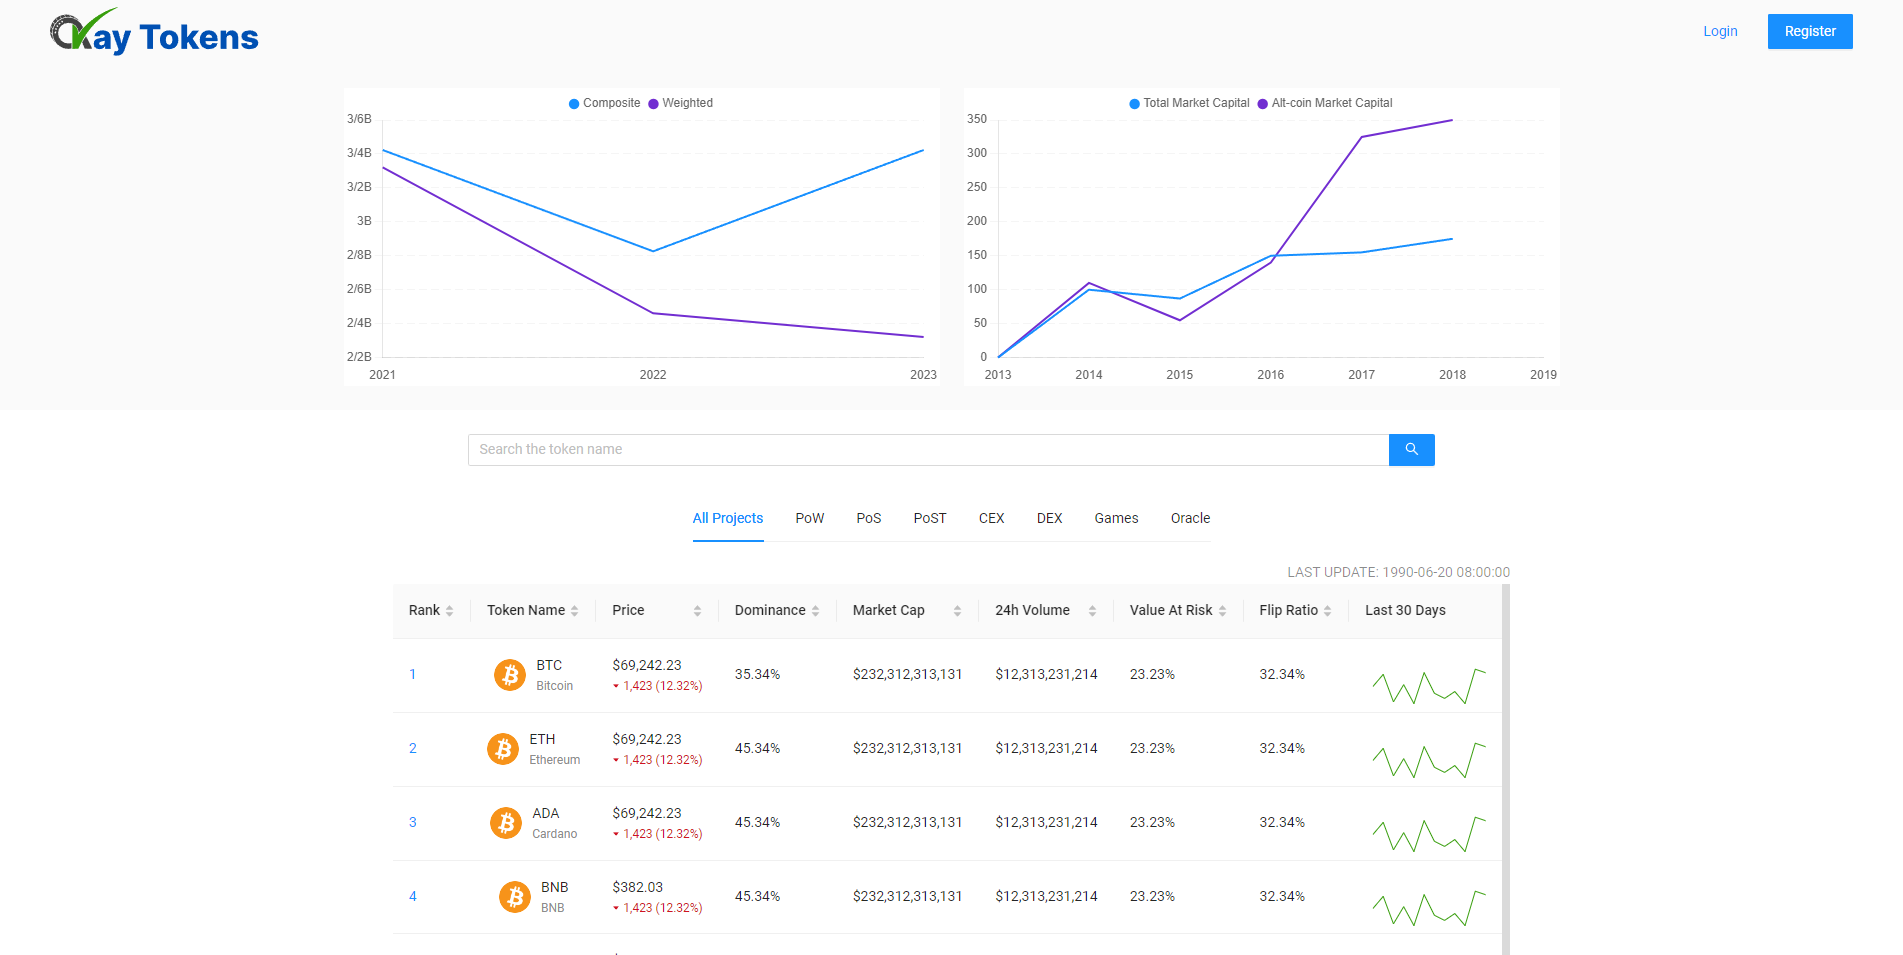 Okay Tokens
Login
Register
Composite Weighted
3/6B
3/4B
3/2B
3B
2/8B
2/6B
2/4B
2/2B
2021 2022 2023
Total Market Capital Alt-coin Market Capital
350
300
250
200
150
100
50
0
2013 2014 2015 2016 2017 2018 2019
Search the token name
All Projects PoW PoS PoST CEX DEX Games Oracle
LAST UPDATE: 1990-06-20 08:00:00
Rank Token Name Price Dominance Market Cap 24h Volume Value At Risk Flip Ratio Last 30 Days
1 BTC $69,242.23 35.34% $232,312,313,131 $12,313,231,214 23.23% 32.34%
Bitcoin 1,423 (12.32%)
2 ETH $69,242.23 45.34% $232,312,313,131 $12,313,231,214 23.23% 32.34%
Ethereum 1,423 (12.32%)
3 ADA $69,242.23 45.34% $232,312,313,131 $12,313,231,214 23.23% 32.34%
Cardano 1,423 (12.32%)
4 BNB $382.03 45.34% $232,312,313,131 $12,313,231,214 23.23% 32.34%
BNB 1,423 (12.32%)